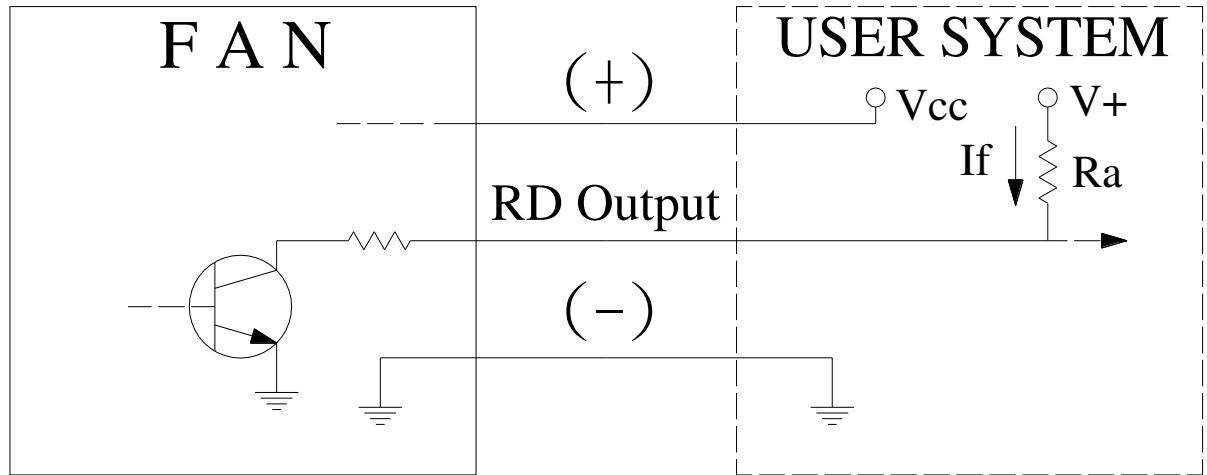 F A N
USER SYSTEM
(+)
Vcc
V+
If
Ra
RD Output
(-)